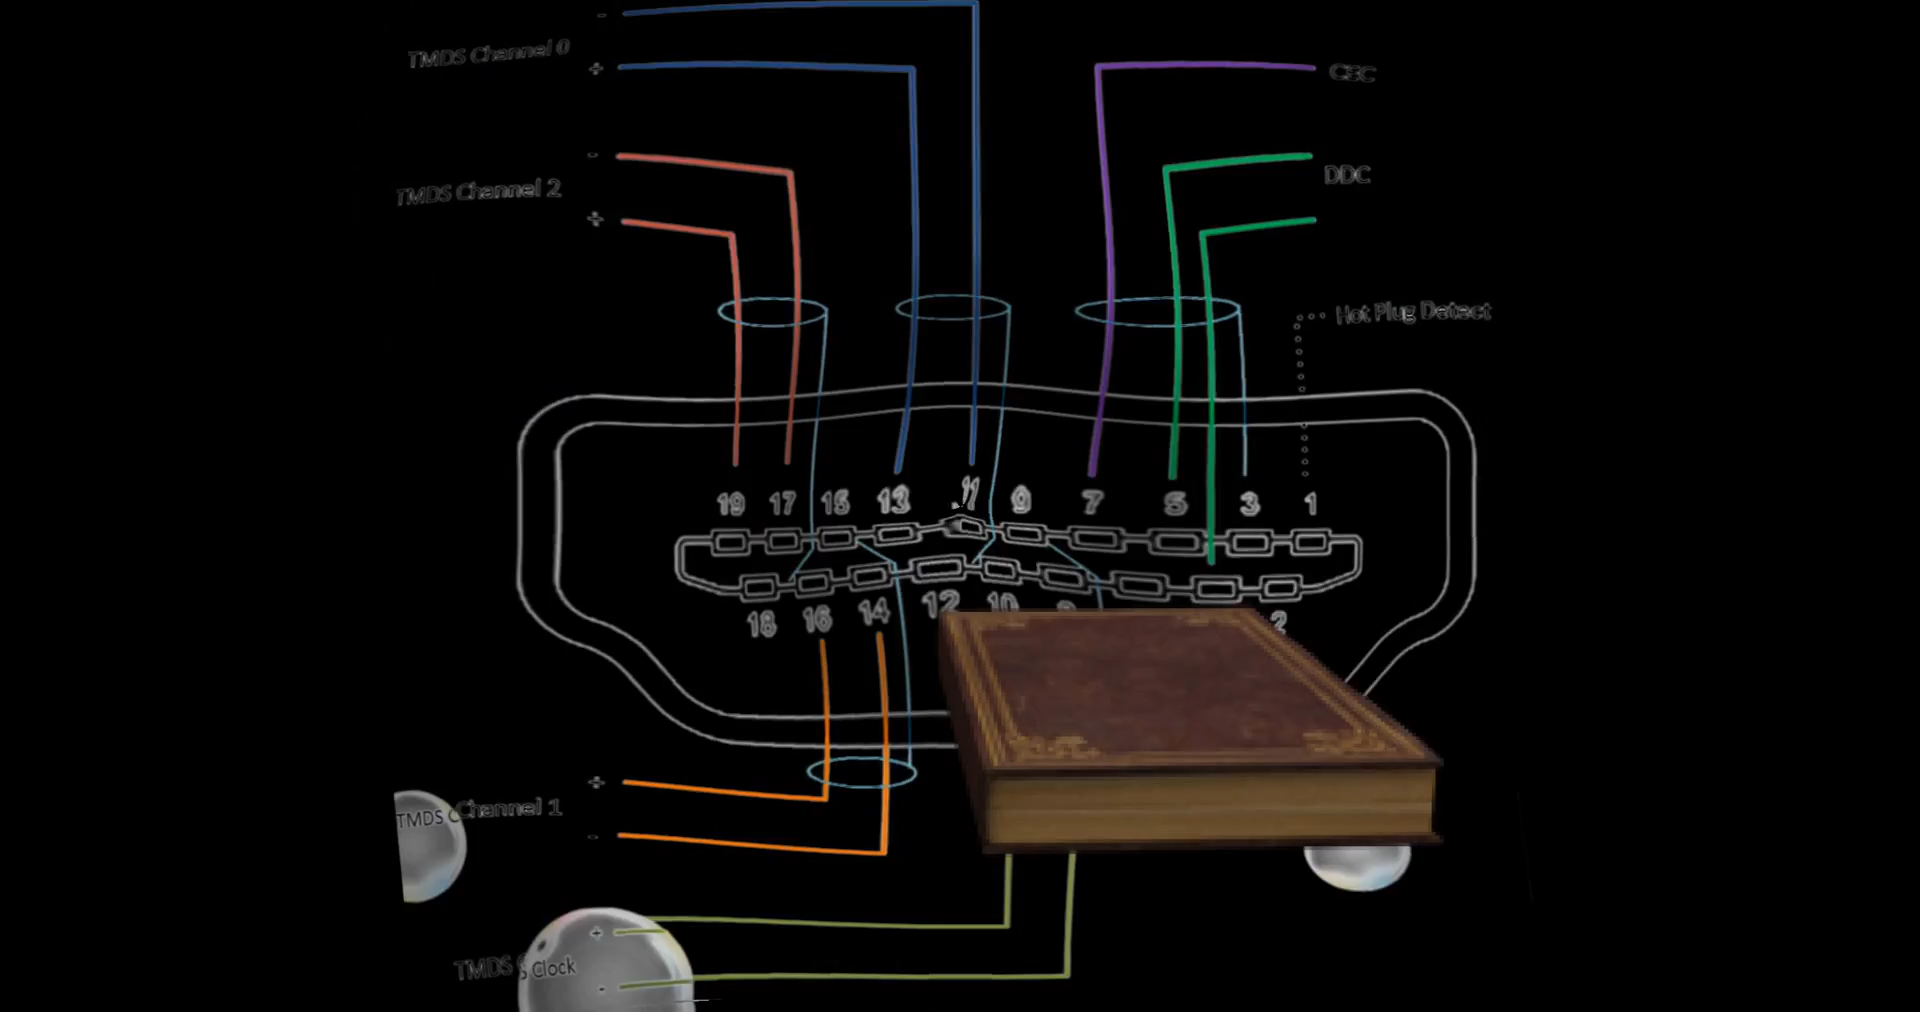 -
TMDS Channel 0
+
CEC
-
DDC
TMDS Channel 2
+
Hot Plug Detect
19 17 15 13 11 9 7 5 3 1
18 16 14 12 10 2
+
TMDS Channel 1
-
+
TMDS Clock
-